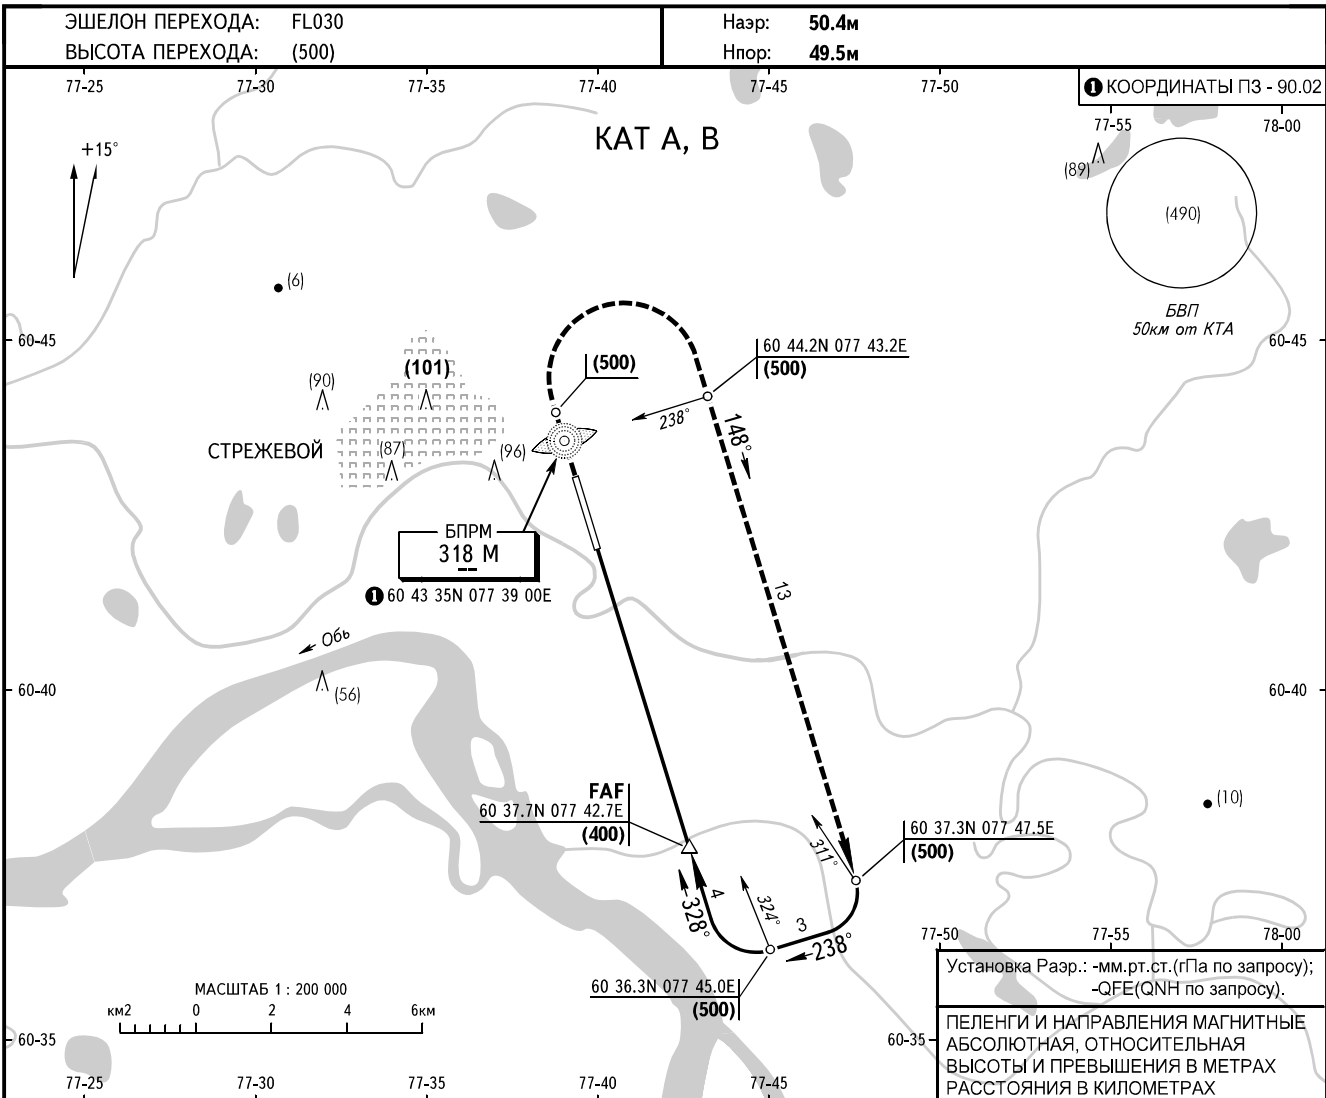 ЭШЕЛОН ПЕРЕХОДА: FL030
ВЫСОТА ПЕРЕХОДА: (500)
Наэр: 50.4м
Нпор: 49.5м
77-25 77-30 77-35 77-40 77-45 77-50
❶ КООРДИНАТЫ ПЗ - 90.02
77-55 78-00
КАТ А, В
+15°
(89)
(490)
БВП
50км от КТА
(6)
60-45
60-45
60 44.2N 077 43.2E
(500)
(500)
(101)
(90)
238°
148°
СТРЕЖЕВОЙ
(87)
(96)
БПРМ
318 М
❶ 60 43 35N 077 39 00E
13
Обь
60-40
(56)
60-40
FAF
60 37.7N 077 42.7E
(400)
(10)
60 37.3N 077 47.5E
(500)
311°
4
328°
324°
3
238°
77-50 77-55 78-00
60 36.3N 077 45.0E
(500)
МАСШТАБ 1 : 200 000
км2 0 2 4 6км
Установка Раэр.: -мм.рт.ст.(гПа по запросу);
-QFE(QNH по запросу).
60-35
60-35
ПЕЛЕНГИ И НАПРАВЛЕНИЯ МАГНИТНЫЕ
АБСОЛЮТНАЯ, ОТНОСИТЕЛЬНАЯ
ВЫСОТЫ И ПРЕВЫШЕНИЯ В МЕТРАХ
РАССТОЯНИЯ В КИЛОМЕТРАХ
77-25 77-30 77-35 77-40 77-45